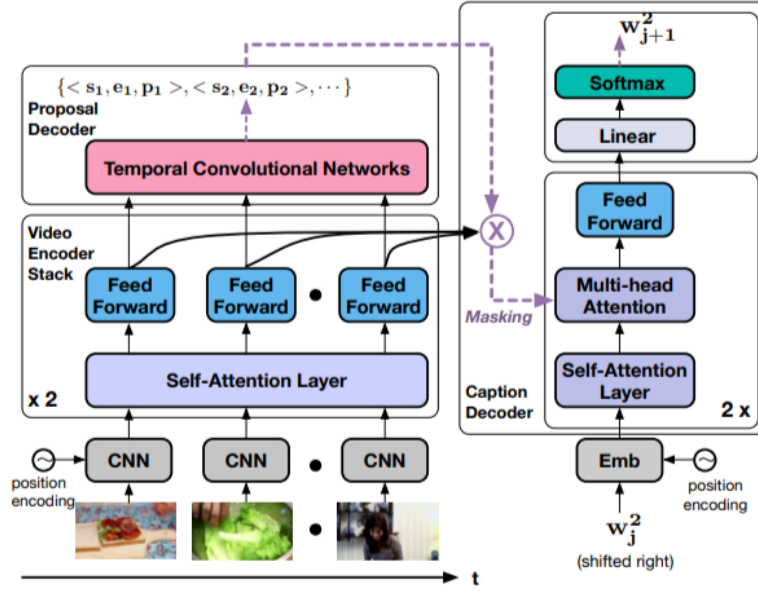 {< s₁, e₁, p₁ >, < s₂, e₂, p₂ >, ⋯}
Proposal
Decoder
Temporal Convolutional Networks
Video
Encoder
Stack
Feed
Forward
Feed
Forward
Feed
Forward
Self-Attention Layer
x 2
CNN
CNN
CNN
position
encoding
t
X
Masking
w²ⱼ₊₁
Softmax
Linear
Feed
Forward
Multi-head
Attention
Self-Attention
Layer
Caption
Decoder
2 x
Emb
position
encoding
w²ⱼ
(shifted right)